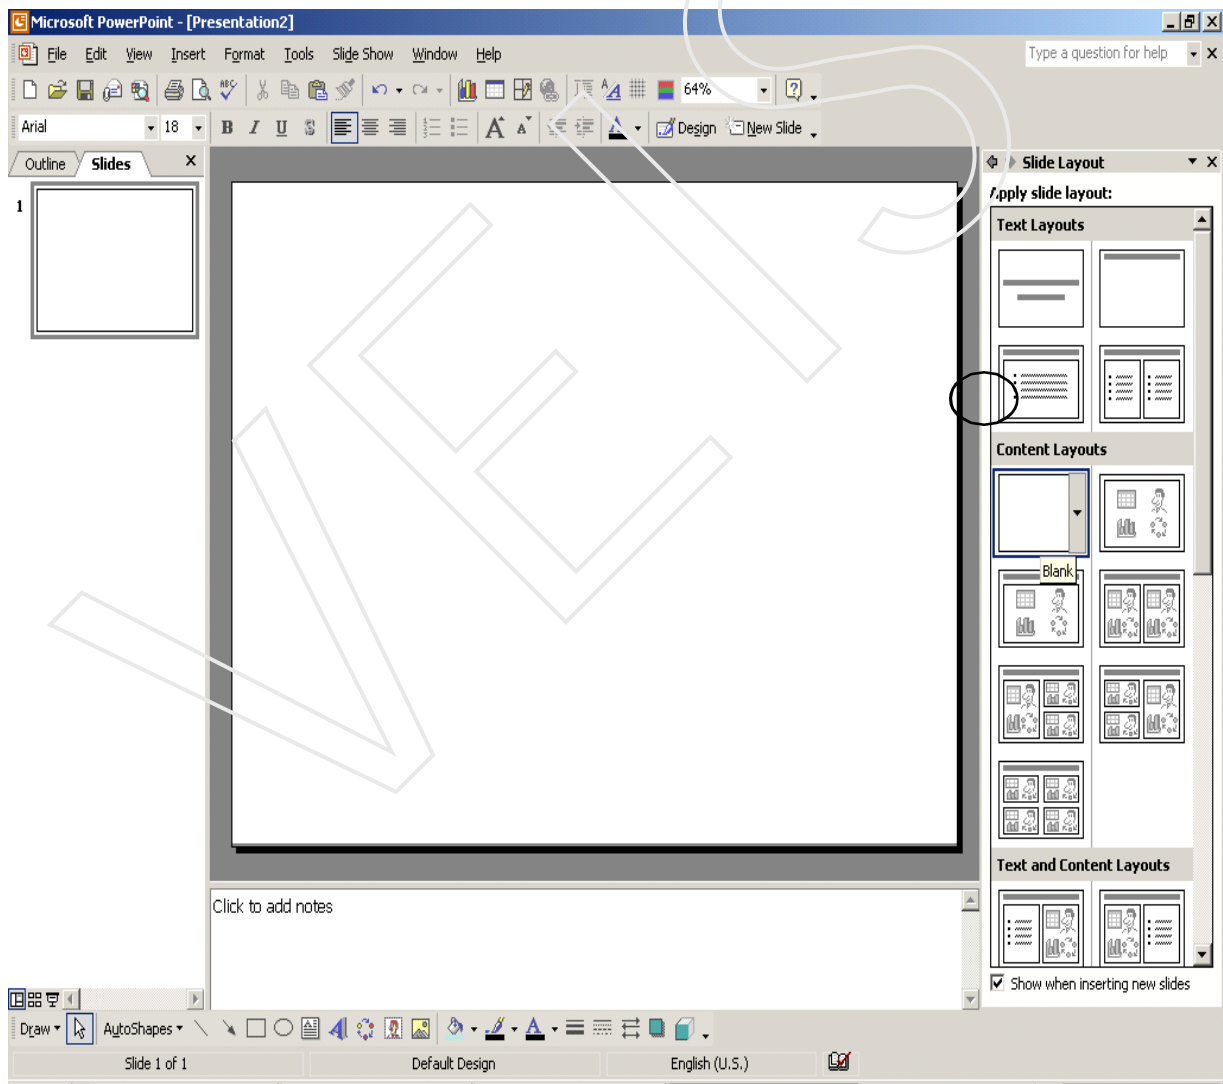 Microsoft PowerPoint - [Presentation2]
File Edit View Insert Format Tools Slide Show Window Help Type a question for help
64%
Arial 18 B I U S A A A Design New Slide
Outline Slides Slide Layout
1
Apply slide layout:
Text Layouts
Content Layouts
Blank
Text and Content Layouts
Click to add notes
Show when inserting new slides
Draw AutoShapes
Slide 1 of 1 Default Design English (U.S.)
VETS